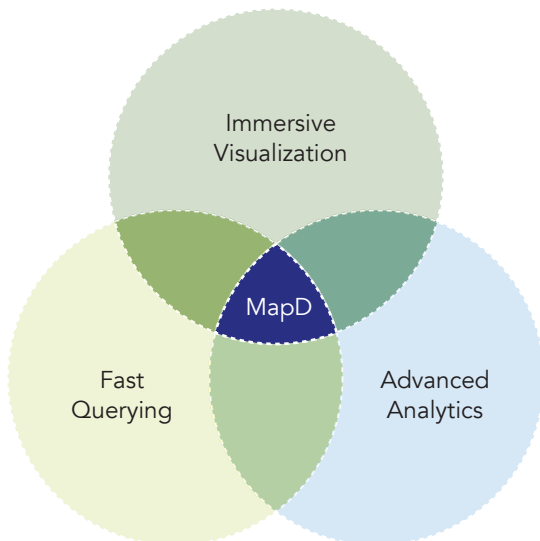 Immersive
Visualization
MapD
Fast
Querying
Advanced
Analytics